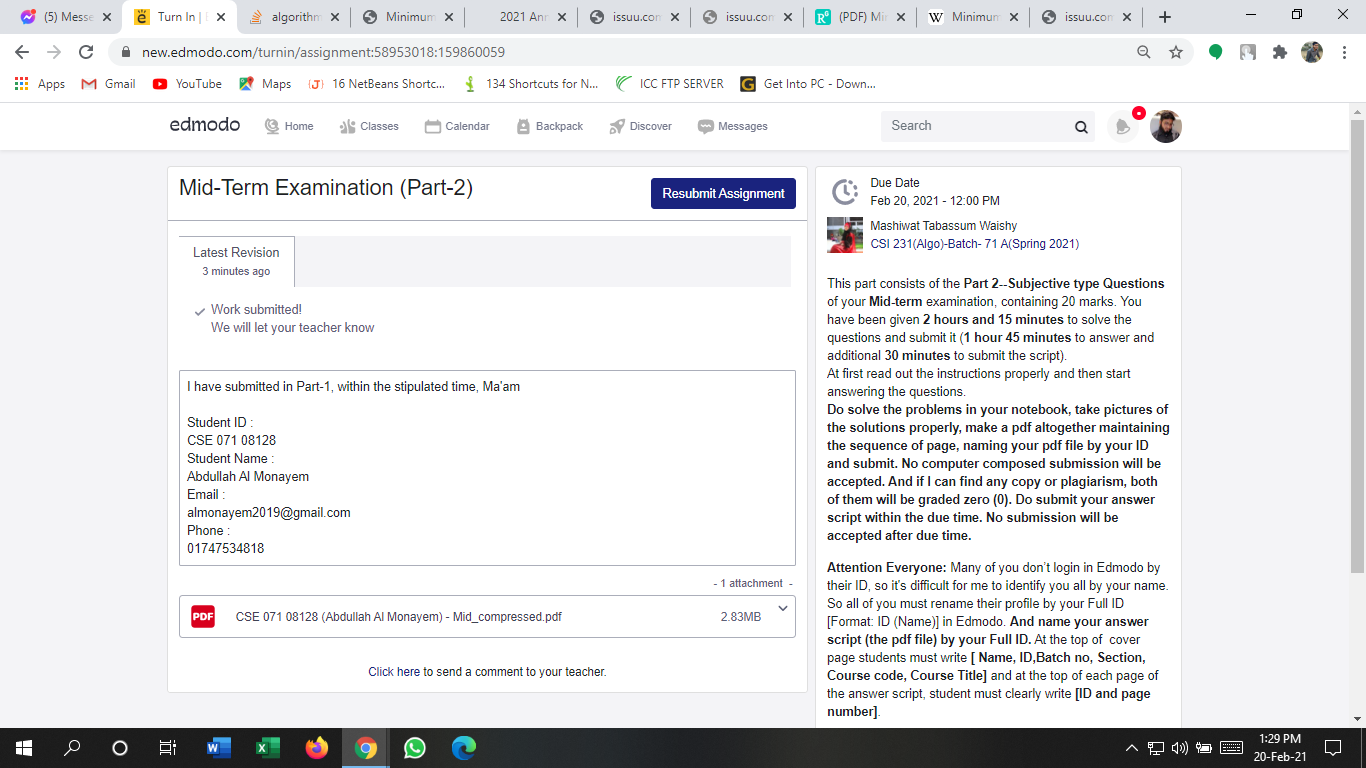 (5) Messe
Turn In |
algorithm
Minimum
2021 Ann
issuu.com
issuu.com
(PDF) Mi
Minimum
issuu.com
new.edmodo.com/turnin/assignment:58953018:159860059
Apps
Gmail
YouTube
Maps
16 NetBeans Shortc...
134 Shortcuts for N...
ICC FTP SERVER
Get Into PC - Down...
edmodo
Home
Classes
Calendar
Backpack
Discover
Messages
Search
Mid-Term Examination (Part-2)
Resubmit Assignment
Latest Revision
3 minutes ago
Work submitted!
We will let your teacher know
I have submitted in Part-1, within the stipulated time, Ma'am
Student ID :
CSE 071 08128
Student Name :
Abdullah Al Monayem
Email :
almonayem2019@gmail.com
Phone :
01747534818
- 1 attachment -
PDF
CSE 071 08128 (Abdullah Al Monayem) - Mid_compressed.pdf
2.83MB
Click here to send a comment to your teacher.
Due Date
Feb 20, 2021 - 12:00 PM
Mashiwat Tabassum Waishy
CSI 231(Algo)-Batch- 71 A(Spring 2021)
This part consists of the Part 2--Subjective type Questions
of your Mid-term examination, containing 20 marks. You
have been given 2 hours and 15 minutes to solve the
questions and submit it (1 hour 45 minutes to answer and
additional 30 minutes to submit the script).
At first read out the instructions properly and then start
answering the questions.
Do solve the problems in your notebook, take pictures of
the solutions properly, make a pdf altogether maintaining
the sequence of page, naming your pdf file by your ID
and submit. No computer composed submission will be
accepted. And if I can find any copy or plagiarism, both
of them will be graded zero (0). Do submit your answer
script within the due time. No submission will be
accepted after due time.
Attention Everyone: Many of you don't login in Edmodo by
their ID, so it's difficult for me to identify you all by your name.
So all of you must rename their profile by your Full ID
[Format: ID (Name)] in Edmodo. And name your answer
script (the pdf file) by your Full ID. At the top of cover
page students must write [ Name, ID,Batch no, Section,
Course code, Course Title] and at the top of each page of
the answer script, student must clearly write [ID and page
number].
1:29 PM
20-Feb-21